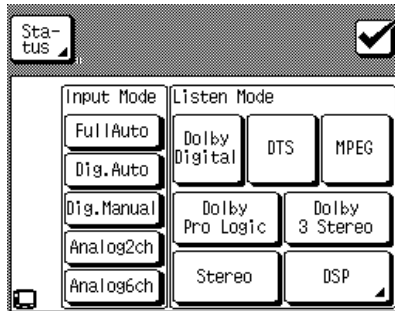 Sta-
tus
Input Mode
FullAuto
Dig.Auto
Dig.Manual
Analog2ch
Analog6ch
Listen Mode
Dolby
Digital
DTS
MPEG
Dolby
Pro Logic
Dolby
3 Stereo
Stereo
DSP